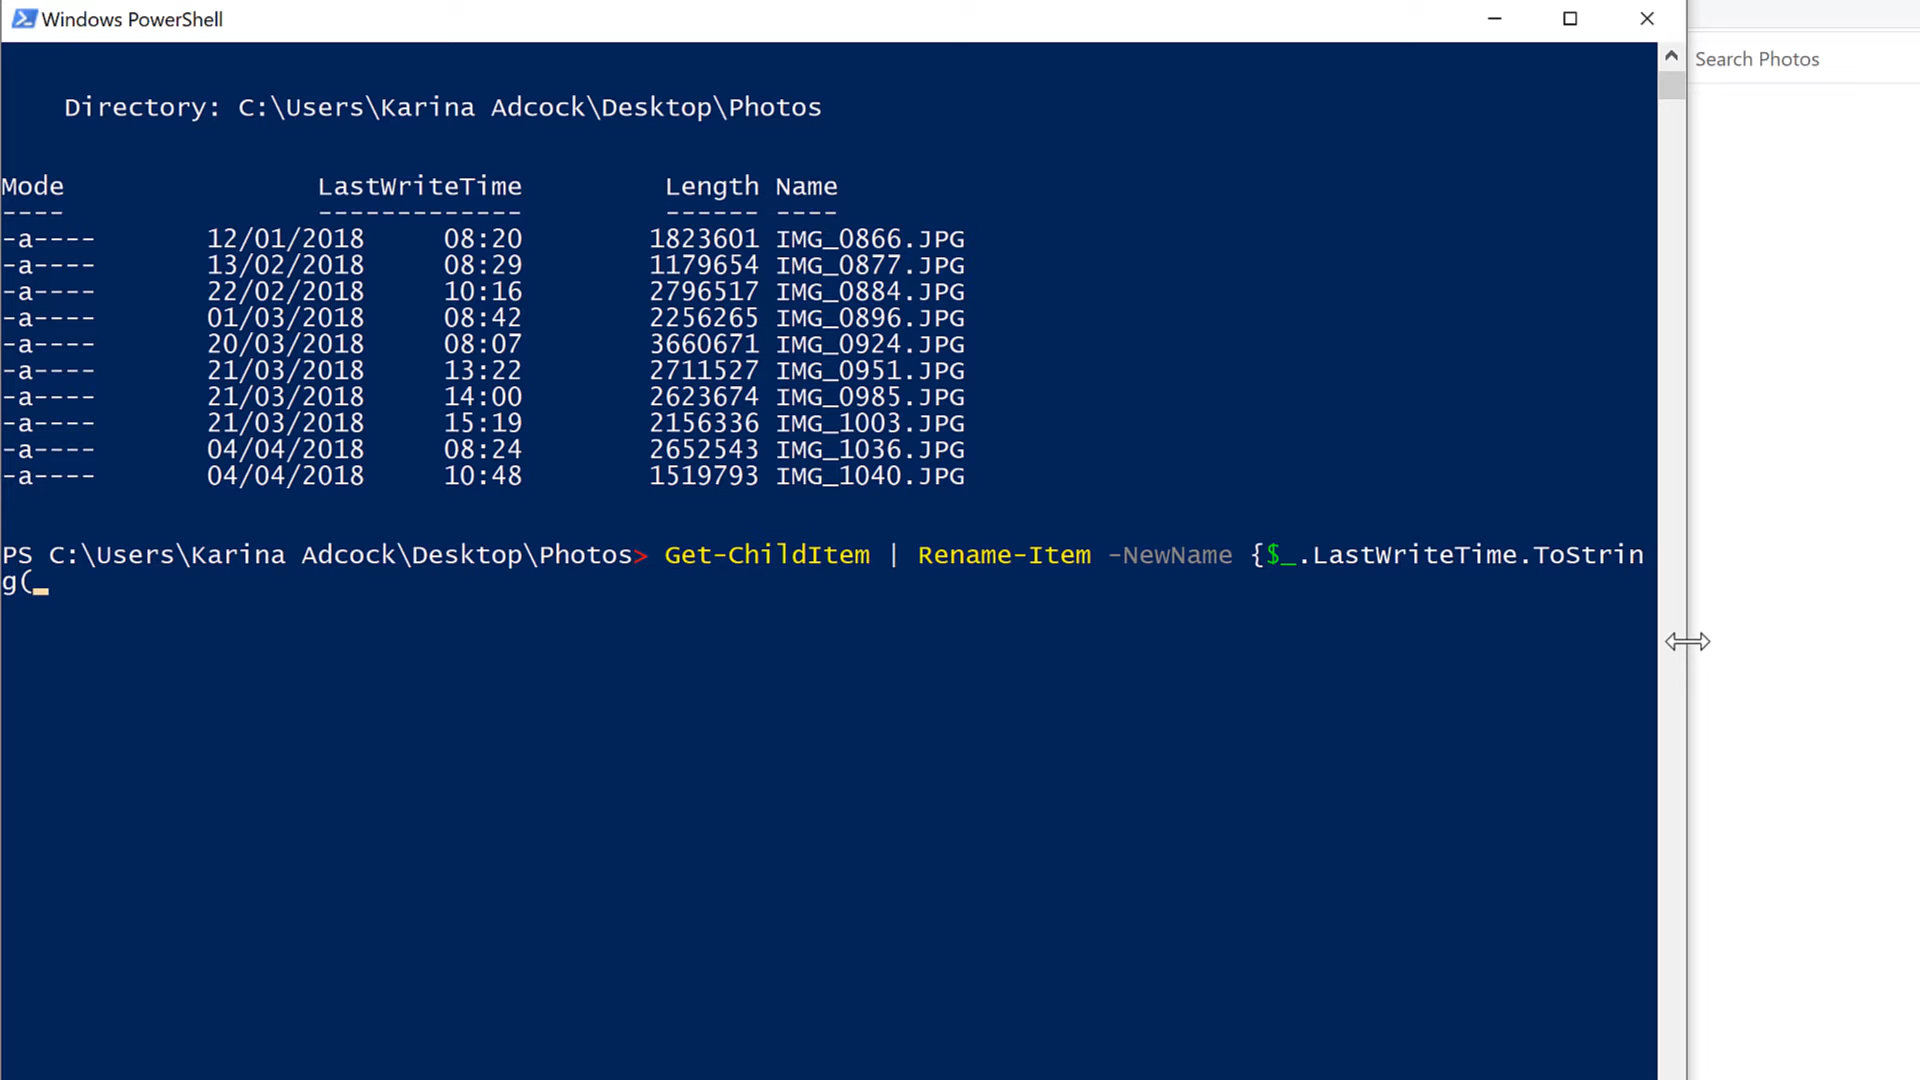 Windows PowerShell
Search Photos
Directory: C:\Users\Karina Adcock\Desktop\Photos
Mode LastWriteTime Length Name
---- ------------- ------ ----
-a---- 12/01/2018 08:20 1823601 IMG_0866.JPG
-a---- 13/02/2018 08:29 1179654 IMG_0877.JPG
-a---- 22/02/2018 10:16 2796517 IMG_0884.JPG
-a---- 01/03/2018 08:42 2256265 IMG_0896.JPG
-a---- 20/03/2018 08:07 3660671 IMG_0924.JPG
-a---- 21/03/2018 13:22 2711527 IMG_0951.JPG
-a---- 21/03/2018 14:00 2623674 IMG_0985.JPG
-a---- 21/03/2018 15:19 2156336 IMG_1003.JPG
-a---- 04/04/2018 08:24 2652543 IMG_1036.JPG
-a---- 04/04/2018 10:48 1519793 IMG_1040.JPG
PS C:\Users\Karina Adcock\Desktop\Photos> Get-ChildItem | Rename-Item -NewName {$_.LastWriteTime.ToStrin
g(_